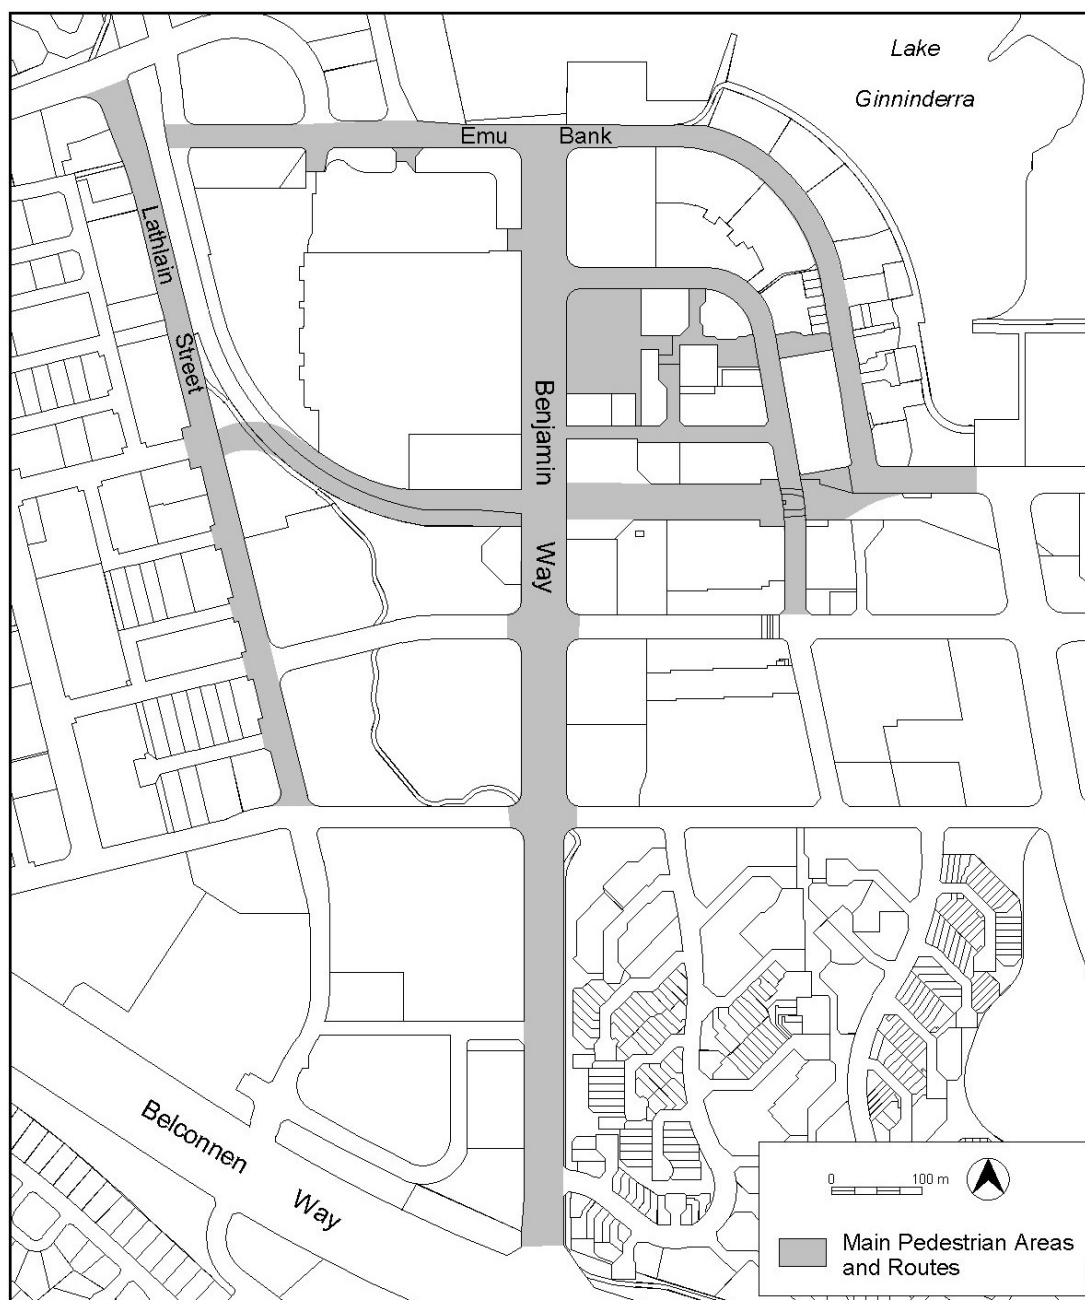 Lake
Ginninderra
Emu Bank
Lathlain
Street
Benjamin
Way
Belconnen
Way
0 100 m
Main Pedestrian Areas
and Routes